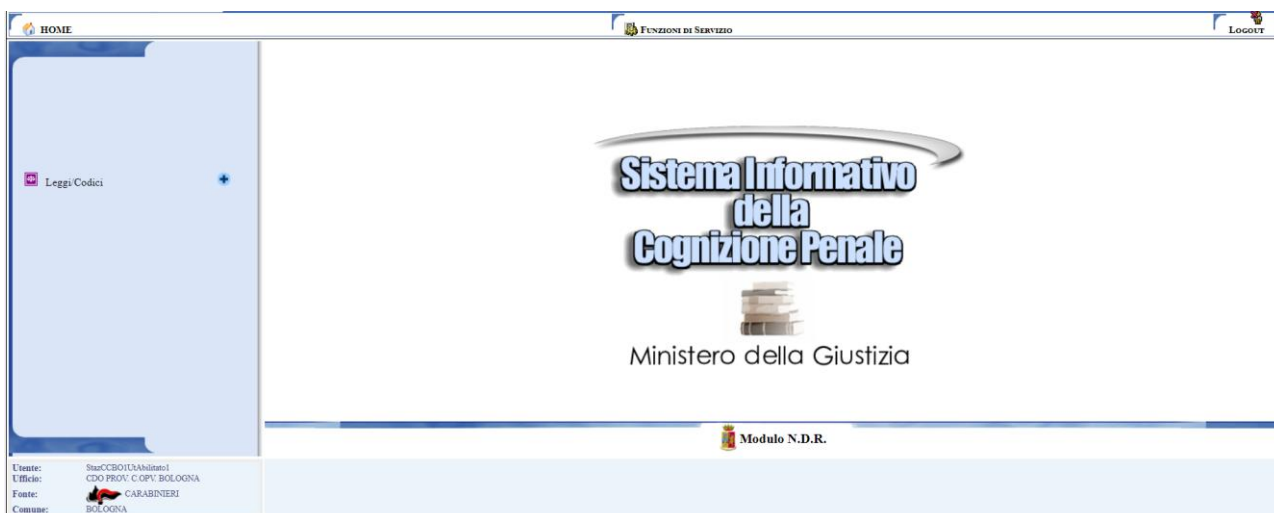 HOME
FUNZIONI DI SERVIZIO
LOGOUT
Leggi/Codici
Sistema Informativo
della
Cognizione Penale
Ministero della Giustizia
Modulo N.D.R.
Utente: StazCCBO1UtAbilitato1
Ufficio: CDO PROV. C.OPV. BOLOGNA
Fonte: CARABINIERI
Comune: BOLOGNA